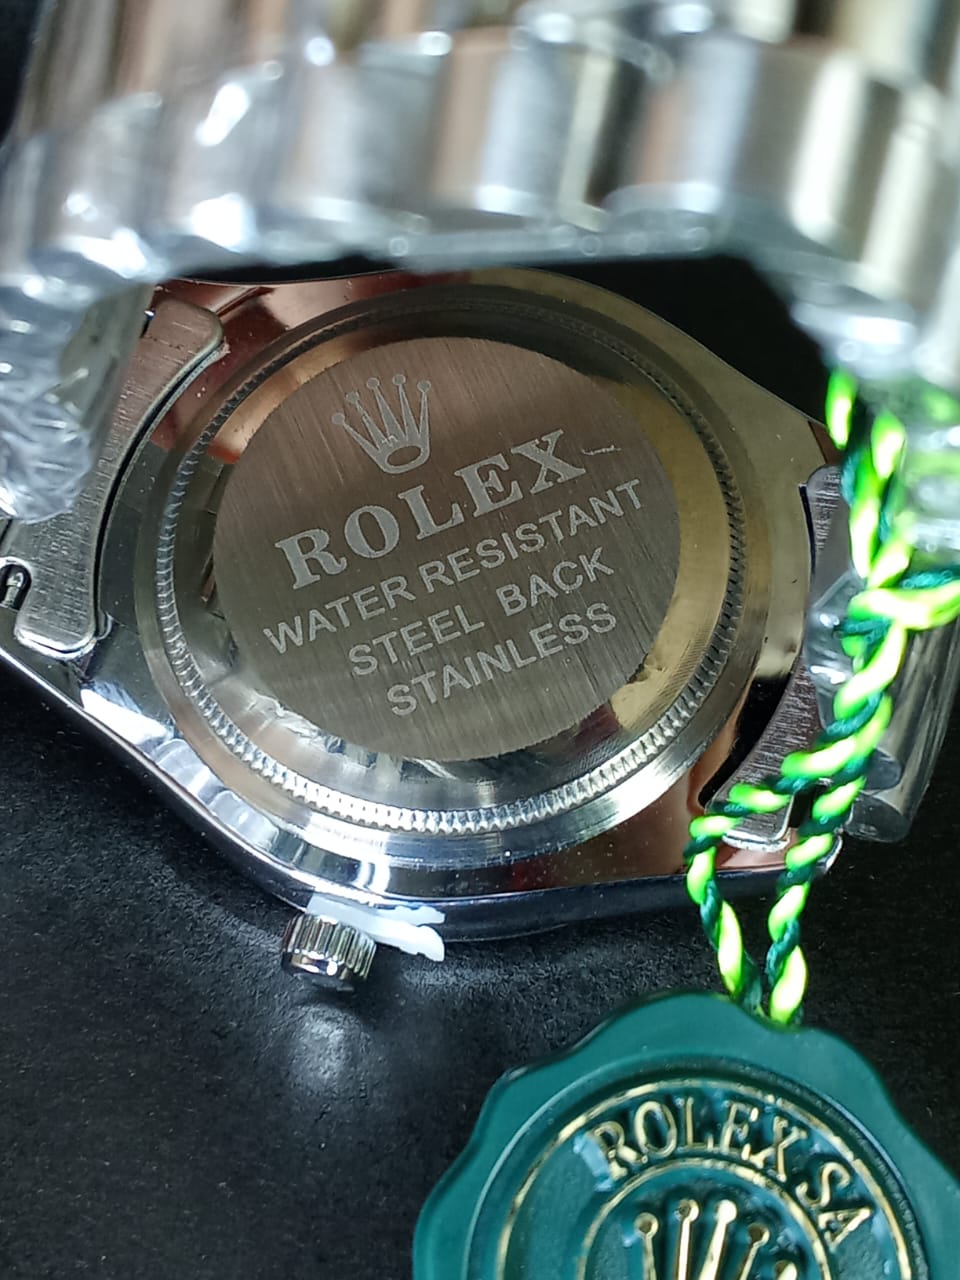 ROLEX
WATER RESISTANT
STEEL BACK
STAINLESS
ROLEX SA